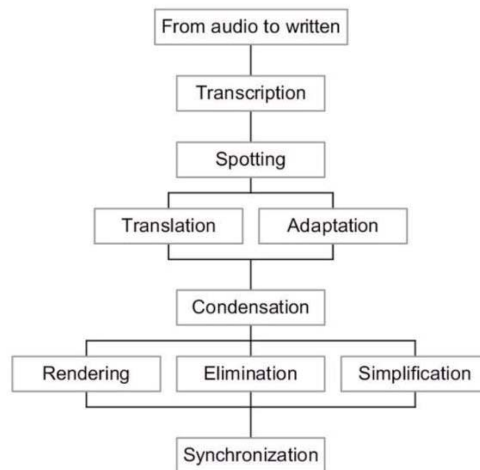 From audio to written
Transcription
Spotting
Translation
Adaptation
Condensation
Rendering
Elimination
Simplification
Synchronization